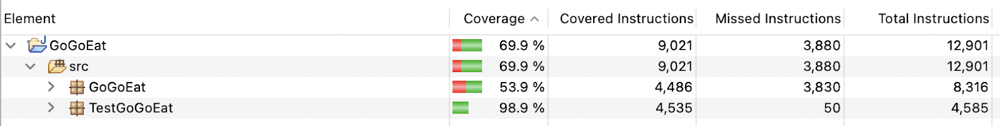 Element Coverage Covered Instructions Missed Instructions Total Instructions
GoGoEat 69.9 % 9,021 3,880 12,901
src 69.9 % 9,021 3,880 12,901
GoGoEat 53.9 % 4,486 3,830 8,316
TestGoGoEat 98.9 % 4,535 50 4,585